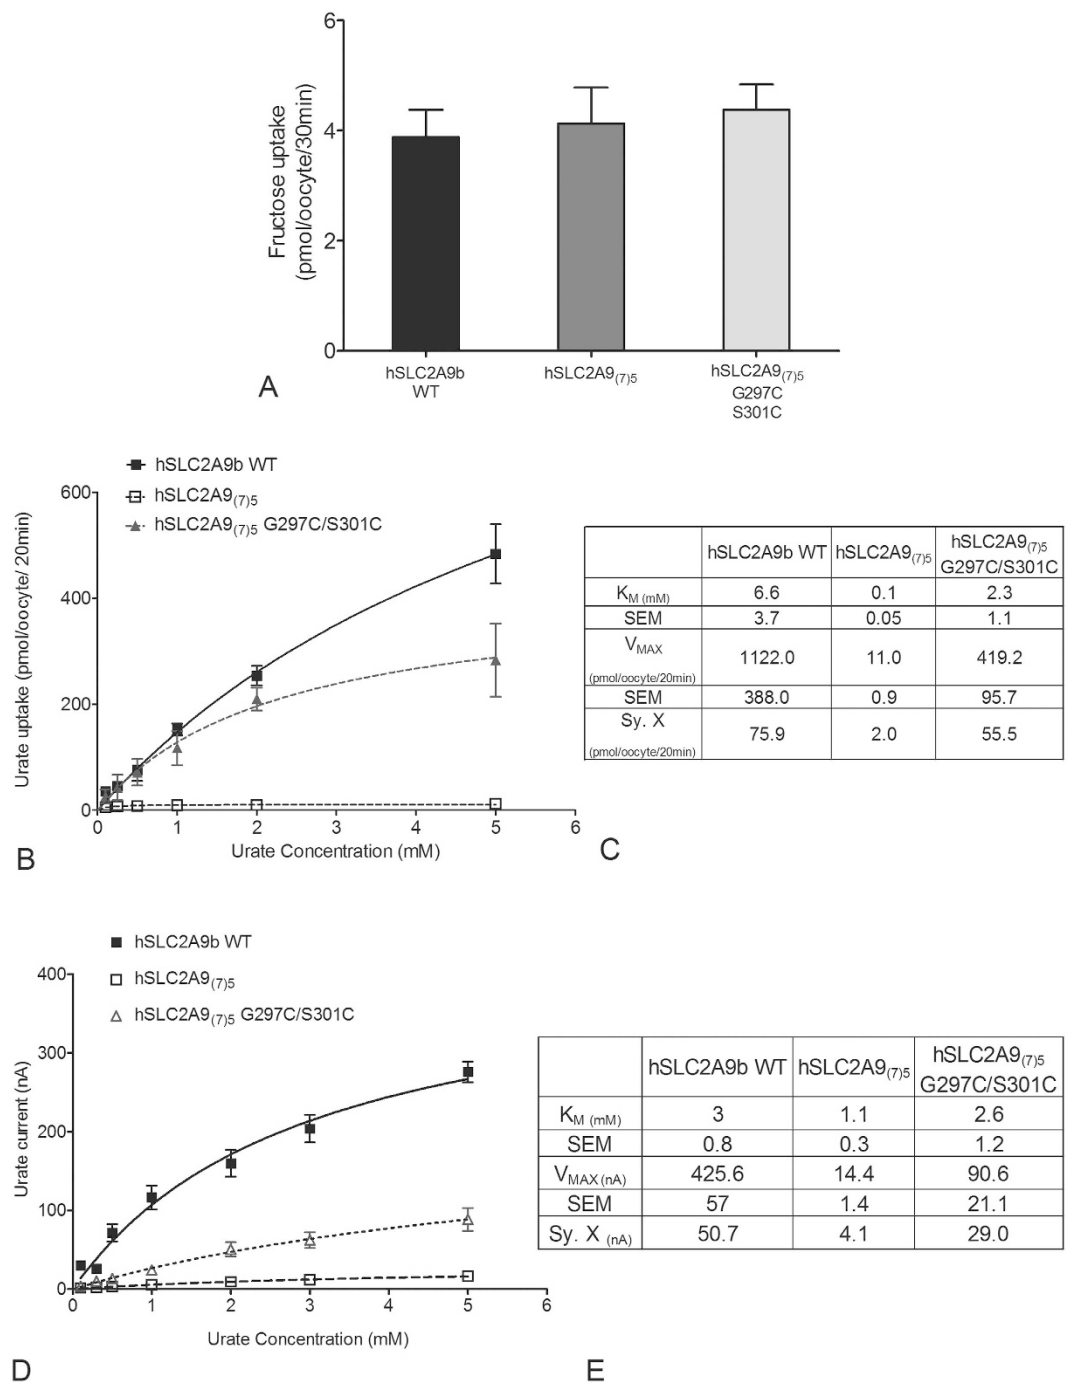 6
4
2
0
Fructose uptake
(pmol/oocyte/30min)
hSLC2A9b
WT
hSLC2A9(7)5
hSLC2A9(7)5
G297C
S301C
A
hSLC2A9b WT
hSLC2A9(7)5
hSLC2A9(7)5 G297C/S301C
600
400
200
0
Urate uptake (pmol/oocyte/ 20min)
0 1 2 3 4 5 6
Urate Concentration (mM)
B
hSLC2A9b WT hSLC2A9(7)5 hSLC2A9(7)5 G297C/S301C
KM (mM) 6.6 0.1 2.3
SEM 3.7 0.05 1.1
VMAX (pmol/oocyte/20min) 1122.0 11.0 419.2
SEM 388.0 0.9 95.7
Sy. X (pmol/oocyte/20min) 75.9 2.0 55.5
C
hSLC2A9b WT
hSLC2A9(7)5
hSLC2A9(7)5 G297C/S301C
400
300
200
100
0
Urate current (nA)
0 1 2 3 4 5 6
Urate Concentration (mM)
D
hSLC2A9b WT hSLC2A9(7)5 hSLC2A9(7)5 G297C/S301C
KM (mM) 3 1.1 2.6
SEM 0.8 0.3 1.2
VMAX (nA) 425.6 14.4 90.6
SEM 57 1.4 21.1
Sy. X (nA) 50.7 4.1 29.0
E